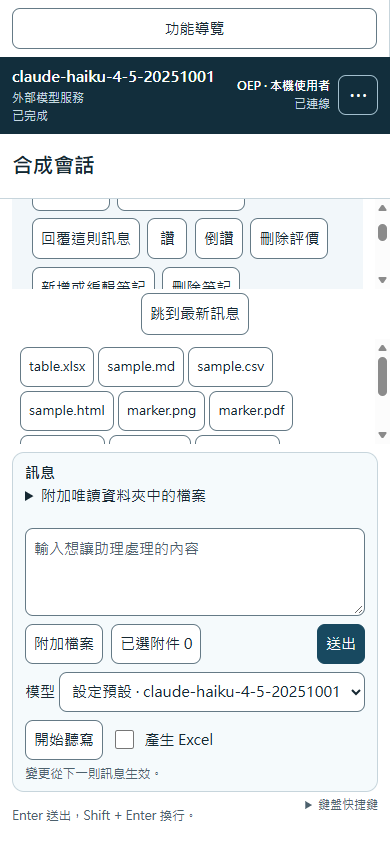 功能導覽
claude-haiku-4-5-20251001
外部模型服務
已完成
OEP · 本機使用者
已連線
···
合成會話
回覆這則訊息 讚 倒讚 刪除評價
新增或編輯筆記 刪除筆記
跳到最新訊息
table.xlsx sample.md sample.csv
sample.html marker.png marker.pdf
訊息
▶ 附加唯讀資料夾中的檔案
輸入想讓助理處理的內容
附加檔案 已選附件 0 送出
模型 設定預設 · claude-haiku-4-5-20251001
開始聽寫 產生 Excel
變更從下一則訊息生效。
▶ 鍵盤快捷鍵
Enter 送出，Shift + Enter 換行。